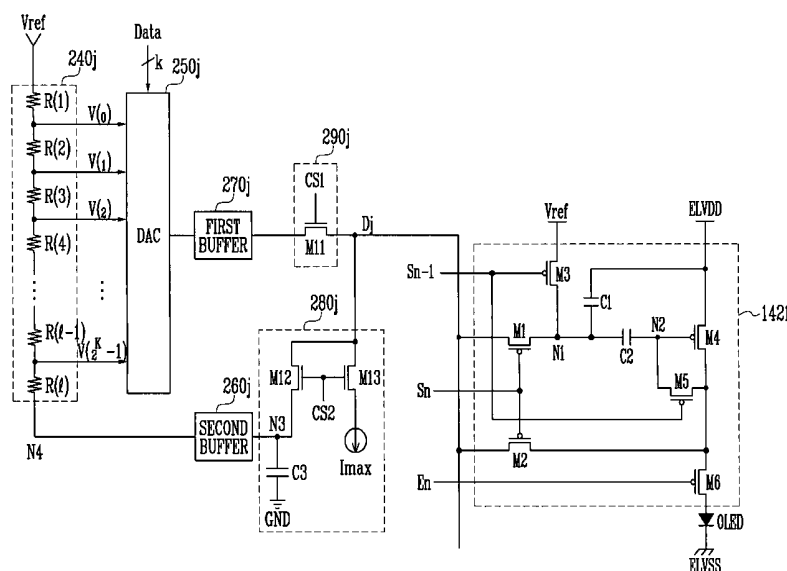 Vref
Data
k
240j
250j
R(1)
V(0)
R(2)
V(1)
R(3)
V(2)
R(4)
DAC
R(ℓ-1)
V(2^K-1)
R(ℓ)
N4
270j
FIRST BUFFER
290j
CS1
M11
Dj
280j
M12
M13
CS2
260j
SECOND BUFFER
N3
C3
GND
Imax
Vref
ELVDD
Sn-1
M3
C1
M1
N1
C2
N2
M4
M5
Sn
M2
En
M6
OLED
ELVSS